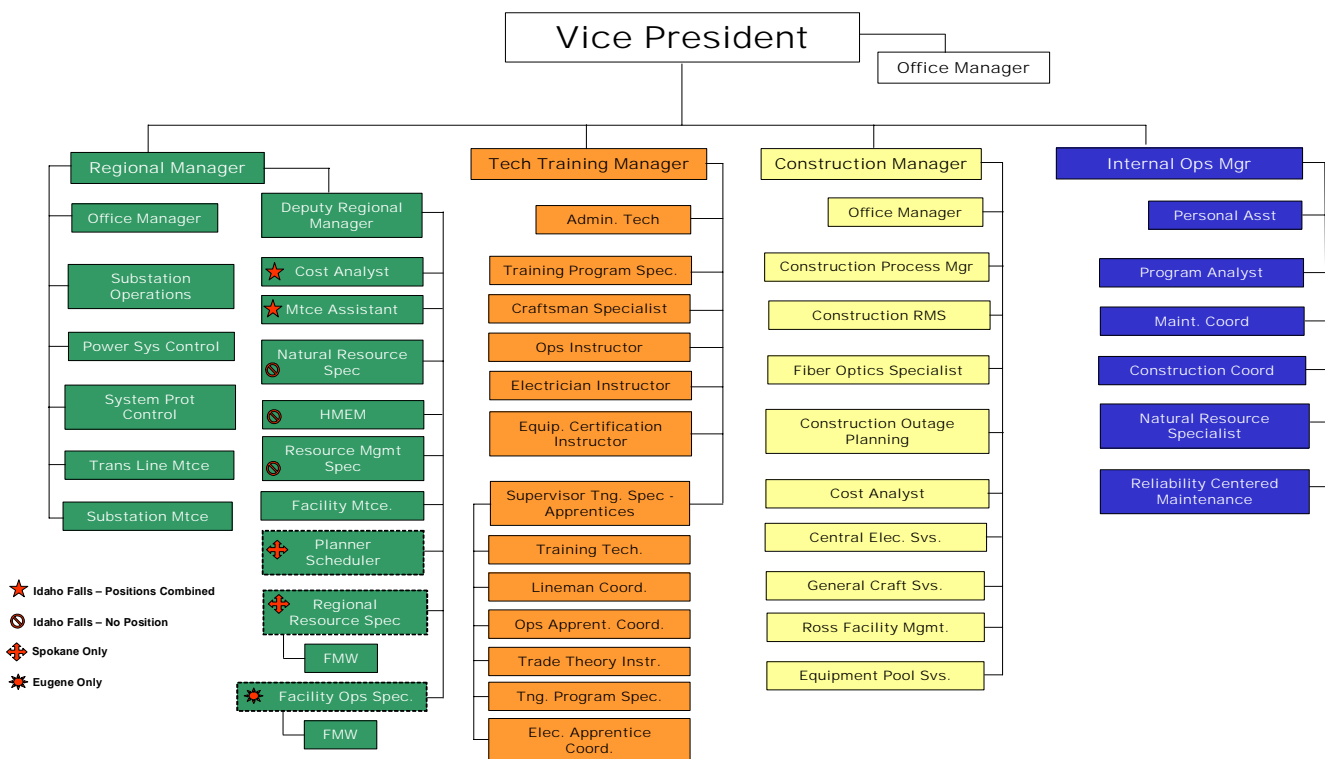 Vice President
Office Manager
Regional Manager
Office Manager
Substation
Operations
Power Sys Control
System Prot
Control
Trans Line Mtce
Substation Mtce
Deputy Regional
Manager
Cost Analyst
Mtce Assistant
Natural Resource
Spec
HMEM
Resource Mgmt
Spec
Facility Mtce.
Planner
Scheduler
Regional
Resource Spec
FMW
Facility Ops Spec.
FMW
Tech Training Manager
Admin. Tech
Training Program Spec.
Craftsman Specialist
Ops Instructor
Electrician Instructor
Equip. Certification
Instructor
Supervisor Tng. Spec -
Apprentices
Training Tech.
Lineman Coord.
Ops Apprent. Coord.
Trade Theory Instr.
Tng. Program Spec.
Elec. Apprentice
Coord.
Construction Manager
Office Manager
Construction Process Mgr
Construction RMS
Fiber Optics Specialist
Construction Outage
Planning
Cost Analyst
Central Elec. Svs.
General Craft Svs.
Ross Facility Mgmt.
Equipment Pool Svs.
Internal Ops Mgr
Personal Asst
Program Analyst
Maint. Coord
Construction Coord
Natural Resource
Specialist
Reliability Centered
Maintenance
Idaho Falls – Positions Combined
Idaho Falls – No Position
Spokane Only
Eugene Only